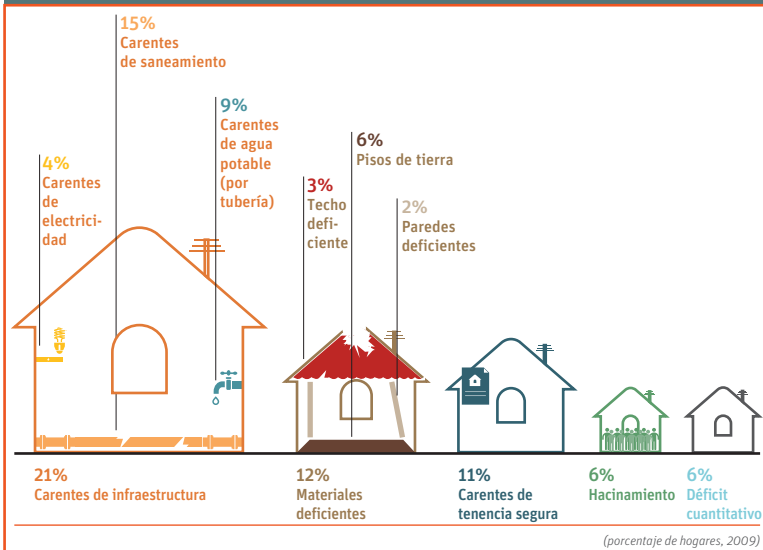 15%
Carentes
de saneamiento
9%
Carentes
de agua
potable
(por
tubería)
4%
Carentes
de
electrici-
dad
6%
Pisos de tierra
3%
Techo
defi-
ciente
2%
Paredes
deficientes
21%
Carentes de infraestructura
12%
Materiales
deficientes
11%
Carentes de
tenencia segura
6%
Hacinamiento
6%
Déficit
cuantitativo
(porcentaje de hogares, 2009)